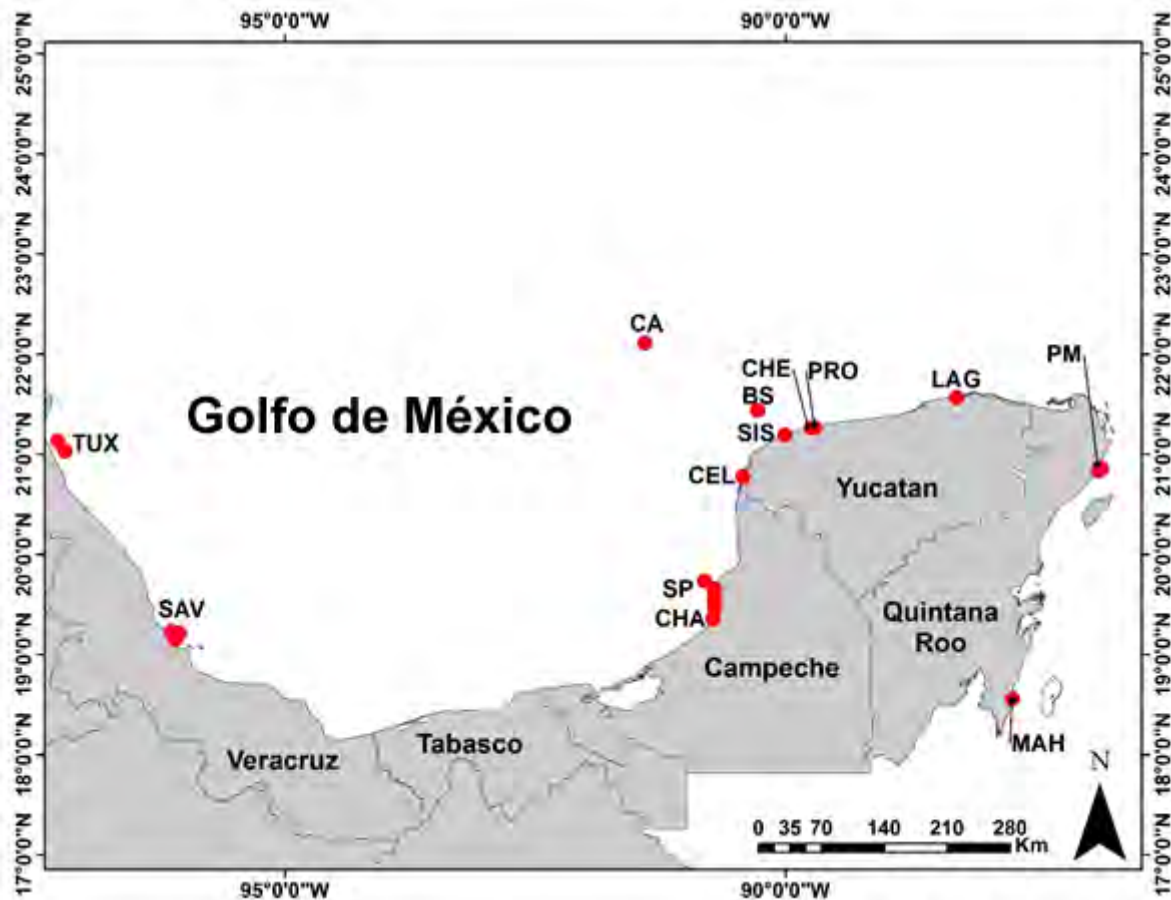 95°0'0"W 90°0'0"W
25°0'0"N 25°0'0"N
24°0'0"N 24°0'0"N
23°0'0"N 23°0'0"N
CA
22°0'0"N 22°0'0"N
PM
CHE PRO
LAG
BS
Golfo de México
SIS
TUX
21°0'0"N 21°0'0"N
CEL
Yucatan
20°0'0"N 20°0'0"N
SP
SAV
CHA
Quintana
Roo
19°0'0"N 19°0'0"N
Campeche
MAH
Tabasco
Veracruz
18°0'0"N 18°0'0"N
N
0 35 70 140 210 280
Km
17°0'0"N 17°0'0"N
95°0'0"W 90°0'0"W